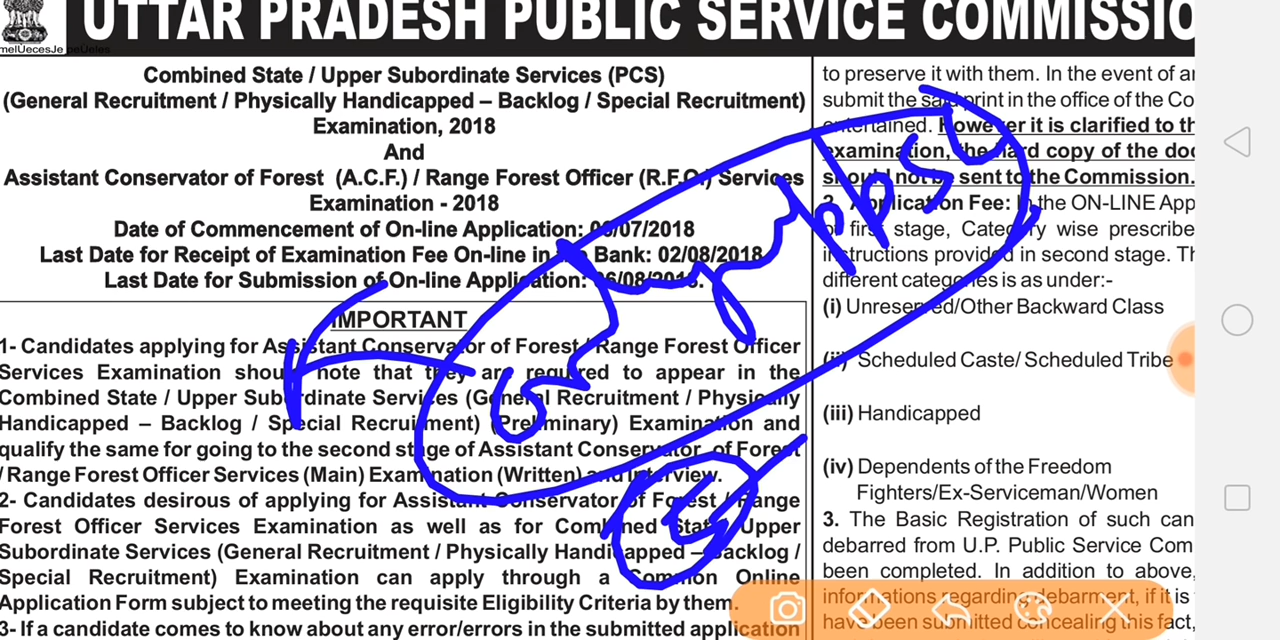 UTTAR PRADESH PUBLIC SERVICE COMMISSIO
Combined State / Upper Subordinate Services (PCS)
(General Recruitment / Physically Handicapped – Backlog / Special Recruitment)
Examination, 2018
And
Assistant Conservator of Forest (A.C.F.) / Range Forest Officer (R.F.O.) Services
Examination - 2018
Date of Commencement of On-line Application: 06/07/2018
Last Date for Receipt of Examination Fee On-line in the Bank: 02/08/2018
Last Date for Submission of On-line Application: 06/08/2018.
IMPORTANT
1- Candidates applying for Assistant Conservator of Forest / Range Forest Officer
Services Examination should note that they are required to appear in the
Combined State / Upper Subordinate Services (General Recruitment / Physically
Handicapped – Backlog / Special Recruitment) (Preliminary) Examination and
qualify the same for going to the second stage of Assistant Conservator of Forest
/ Range Forest Officer Services (Main) Examination (Written) and Interview.
2- Candidates desirous of applying for Assistant Conservator of Forest / Range
Forest Officer Services Examination as well as for Combined State / Upper
Subordinate Services (General Recruitment / Physically Handicapped – Backlog /
Special Recruitment) Examination can apply through a Common Online
Application Form subject to meeting the requisite Eligibility Criteria by them.
3- If a candidate comes to know about any error/errors in the submitted application
to preserve it with them. In the event of an
submit the said print in the office of the Co
entertained. However it is clarified to th
examination, the hard copy of the doc
should not be sent to the Commission.
2. Application Fee: In the ON-LINE App
of first stage, Category wise prescribe
instructions provided in second stage. Th
different categories is as under:-
(i) Unreserved/Other Backward Class
(ii) Scheduled Caste/ Scheduled Tribe
(iii) Handicapped
(iv) Dependents of the Freedom
Fighters/Ex-Serviceman/Women
3. The Basic Registration of such can
debarred from U.P. Public Service Com
been completed. In addition to above,
informations regarding debarment, if it is
have been submitted concealing this fact,